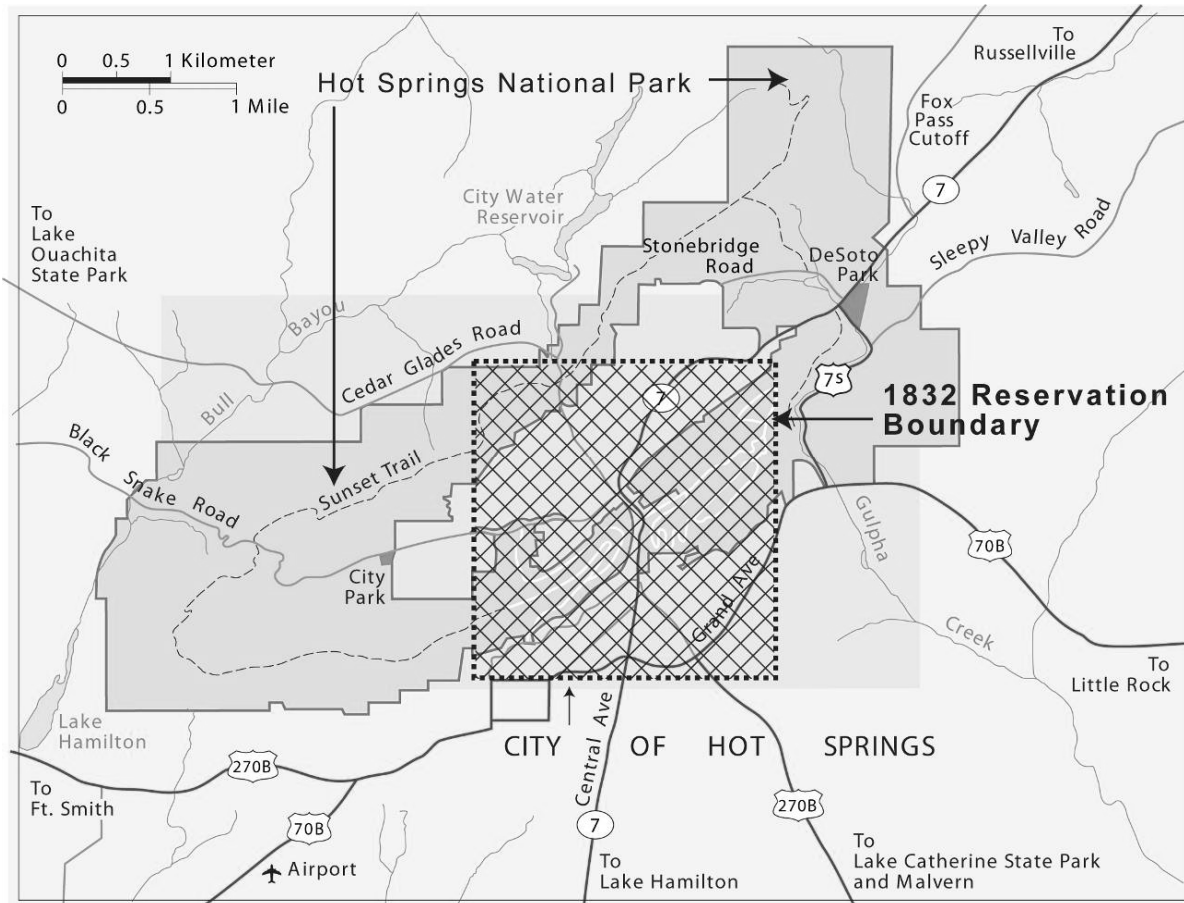 0 0.5 1 Kilometer
0 0.5 1 Mile
Hot Springs National Park
To
Russellville
Fox
Pass
Cutoff
7
City Water
Reservoir
To
Lake
Ouachita
State Park
Stonebridge
Road
DeSoto
Park
Sleepy Valley Road
Bayou
Bull
Cedar Glades Road
7
7S
1832 Reservation
Boundary
Black Snake Road
Sunset Trail
Gulpha
Creek
70B
City
Park
Grand Ave
To
Little Rock
Lake
Hamilton
CITY OF HOT SPRINGS
Central Ave
270B
To
Ft. Smith
70B
Airport
7
270B
To
Lake Hamilton
To
Lake Catherine State Park
and Malvern